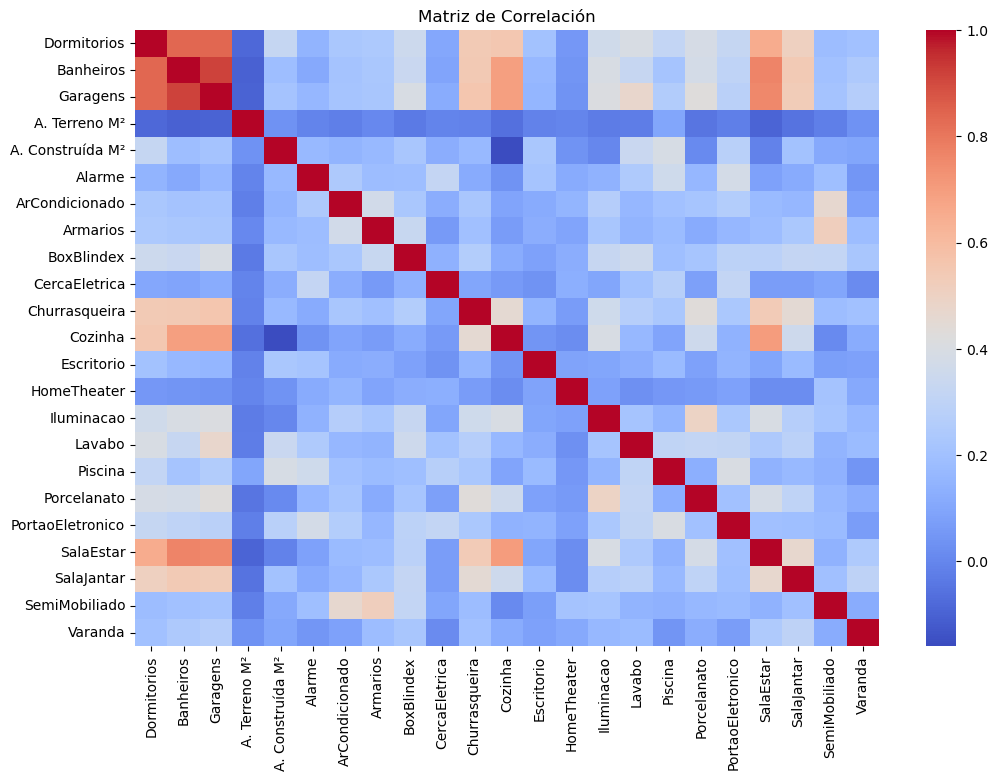 Matriz de Correlación
Dormitorios
Banheiros
Garagens
A. Terreno M²
A. Construída M²
Alarme
ArCondicionado
Armarios
BoxBlindex
CercaEletrica
Churrasqueira
Cozinha
Escritorio
HomeTheater
Iluminacao
Lavabo
Piscina
Porcelanato
PortaoEletronico
SalaEstar
SalaJantar
SemiMobiliado
Varanda
Dormitorios
Banheiros
Garagens
A. Terreno M²
A. Construída M²
Alarme
ArCondicionado
Armarios
BoxBlindex
CercaEletrica
Churrasqueira
Cozinha
Escritorio
HomeTheater
Iluminacao
Lavabo
Piscina
Porcelanato
PortaoEletronico
SalaEstar
SalaJantar
SemiMobiliado
Varanda
1.0
0.8
0.6
0.4
0.2
0.0